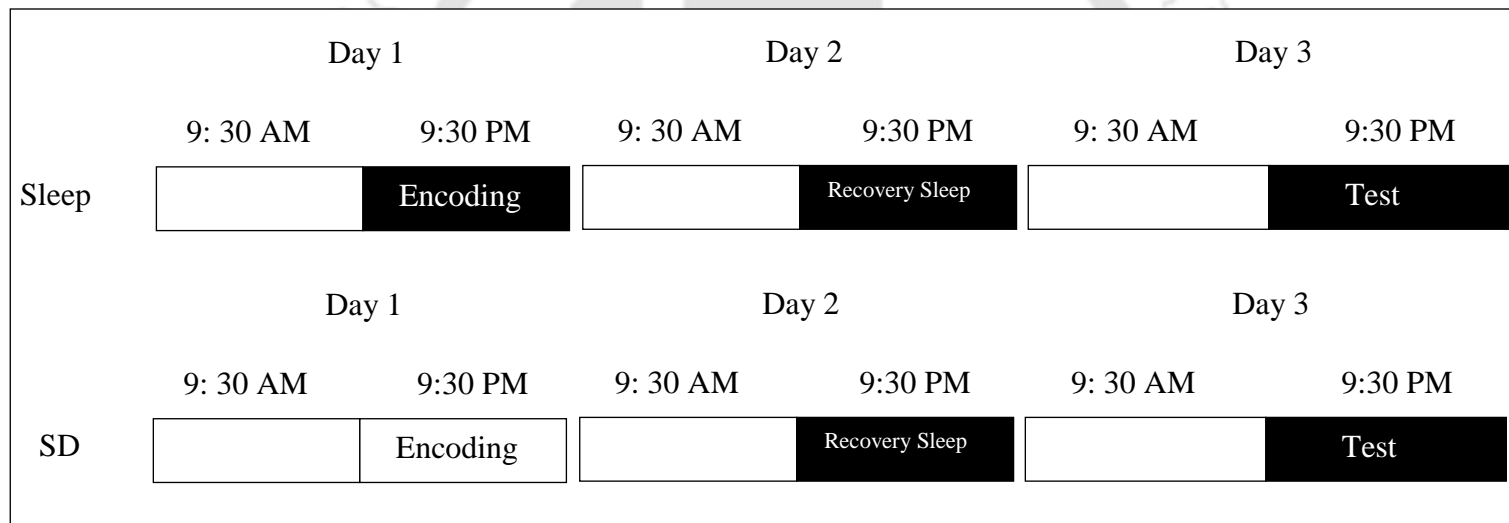 Day 1 Day 2 Day 3
9: 30 AM 9:30 PM 9: 30 AM 9:30 PM 9: 30 AM 9:30 PM
Sleep Encoding Recovery Sleep Test
Day 1 Day 2 Day 3
9: 30 AM 9:30 PM 9: 30 AM 9:30 PM 9: 30 AM 9:30 PM
SD Encoding Recovery Sleep Test